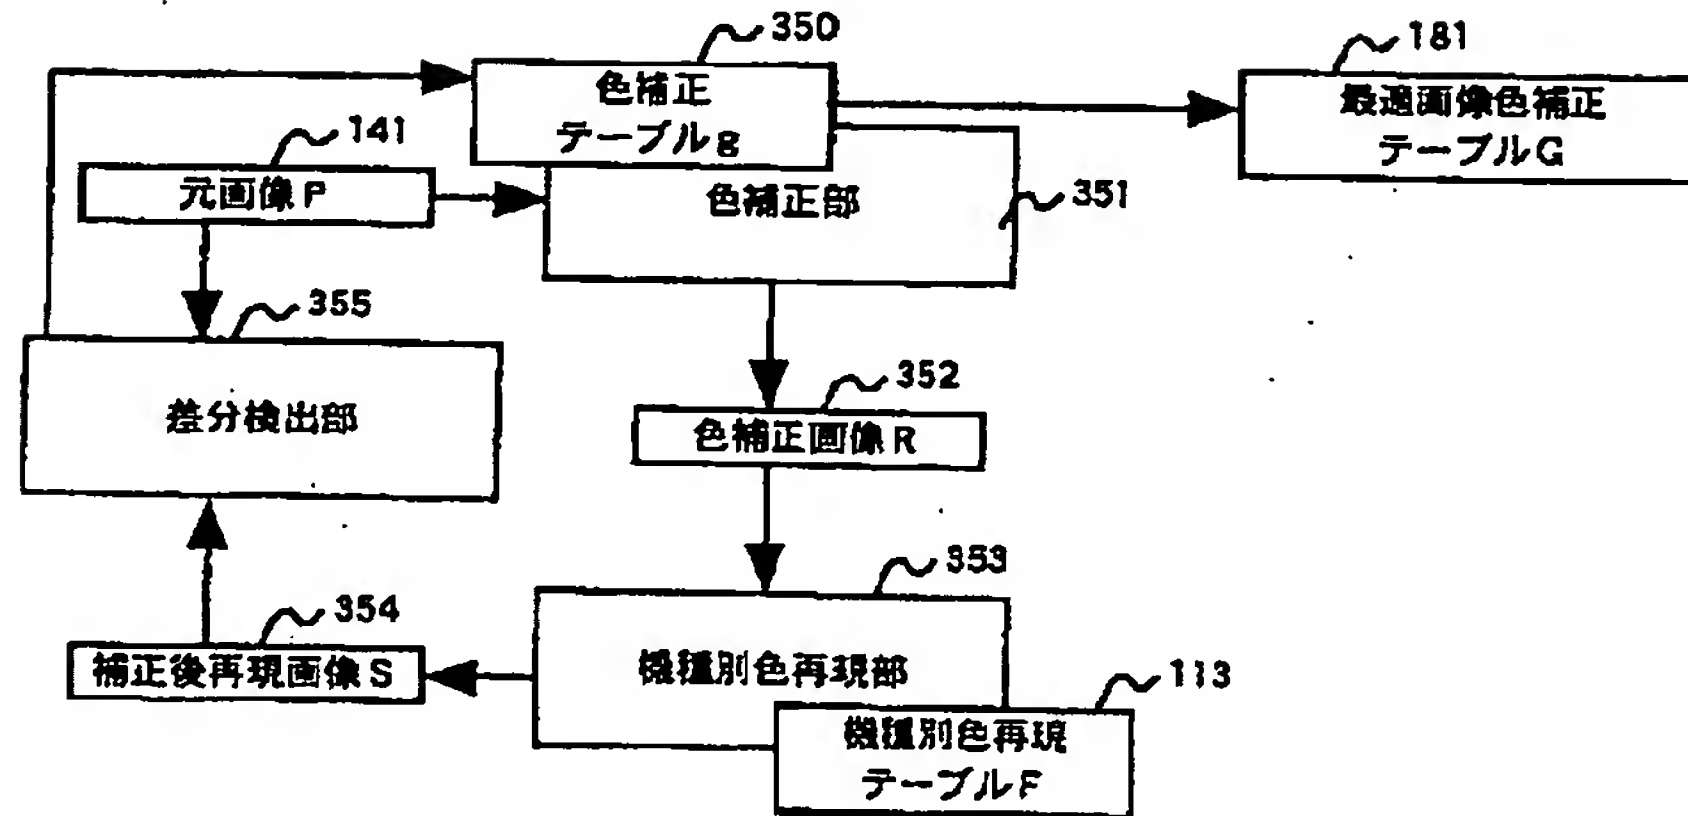 350
色補正
テーブルg
181
最適画像色補正
テーブルG
141
元画像P
351
色補正部
355
差分検出部
352
色補正画像R
353
機種別色再現部
354
補正後再現画像S
113
機種別色再現
テーブルF